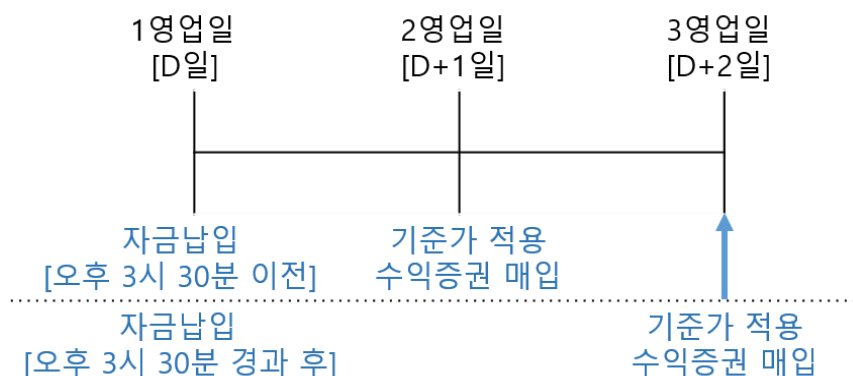 1영업일 2영업일 3영업일
[D일] [D+1일] [D+2일]
자금납입 기준가 적용
[오후 3시 30분 이전] 수익증권 매입
자금납입 기준가 적용
[오후 3시 30분 경과 후] 수익증권 매입